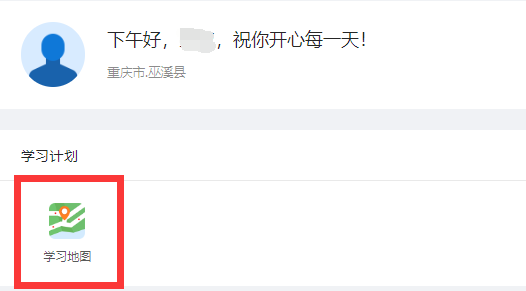 下午好，，祝你开心每一天！
重庆市.巫溪县
学习计划
学习地图